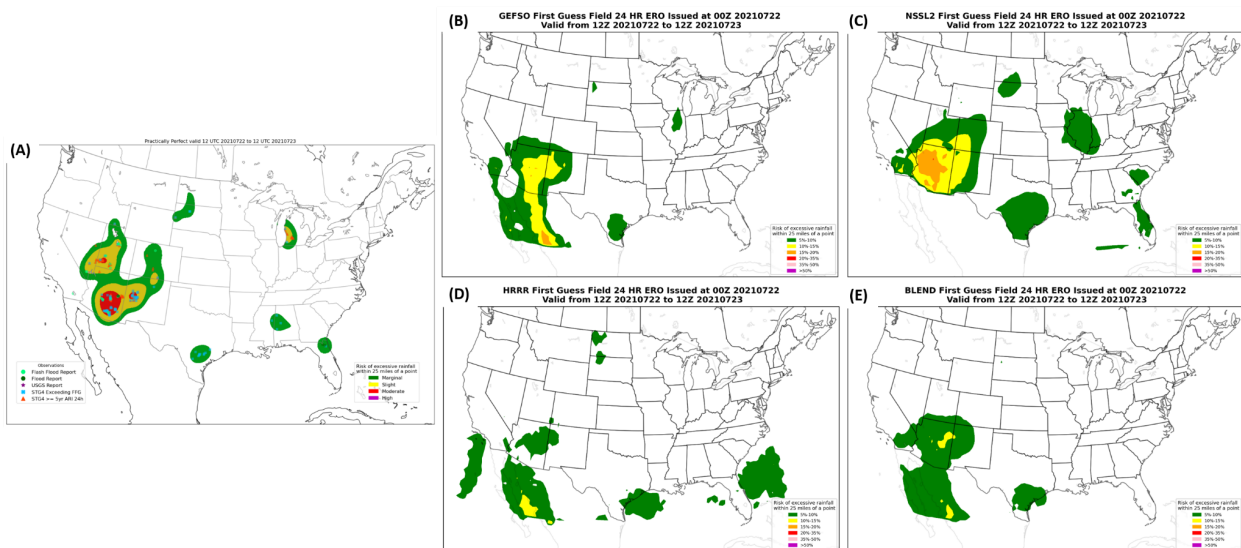 (A)
Practically Perfect valid 12 UTC 20210722 to 12 UTC 20210723
Observations
Flash Flood Report
Flood Report
USGS Report
STG4 Exceeding FFG
STG4 >= 5yr ARI 24h
Risk of excessive rainfall
within 25 miles of a point
Marginal
Slight
Moderate
High
(B)
GEFSO First Guess Field 24 HR ERO Issued at 00Z 20210722
Valid from 12Z 20210722 to 12Z 20210723
Risk of excessive rainfall
within 25 miles of a point
5%-10%
10%-15%
15%-20%
20%-35%
35%-50%
>50%
(C)
NSSL2 First Guess Field 24 HR ERO Issued at 00Z 20210722
Valid from 12Z 20210722 to 12Z 20210723
Risk of excessive rainfall
within 25 miles of a point
5%-10%
10%-15%
15%-20%
20%-35%
35%-50%
>50%
(D)
HRRR First Guess Field 24 HR ERO Issued at 00Z 20210722
Valid from 12Z 20210722 to 12Z 20210723
Risk of excessive rainfall
within 25 miles of a point
5%-10%
10%-15%
15%-20%
20%-35%
35%-50%
>50%
(E)
BLEND First Guess Field 24 HR ERO Issued at 00Z 20210722
Valid from 12Z 20210722 to 12Z 20210723
Risk of excessive rainfall
within 25 miles of a point
5%-10%
10%-15%
15%-20%
20%-35%
35%-50%
>50%